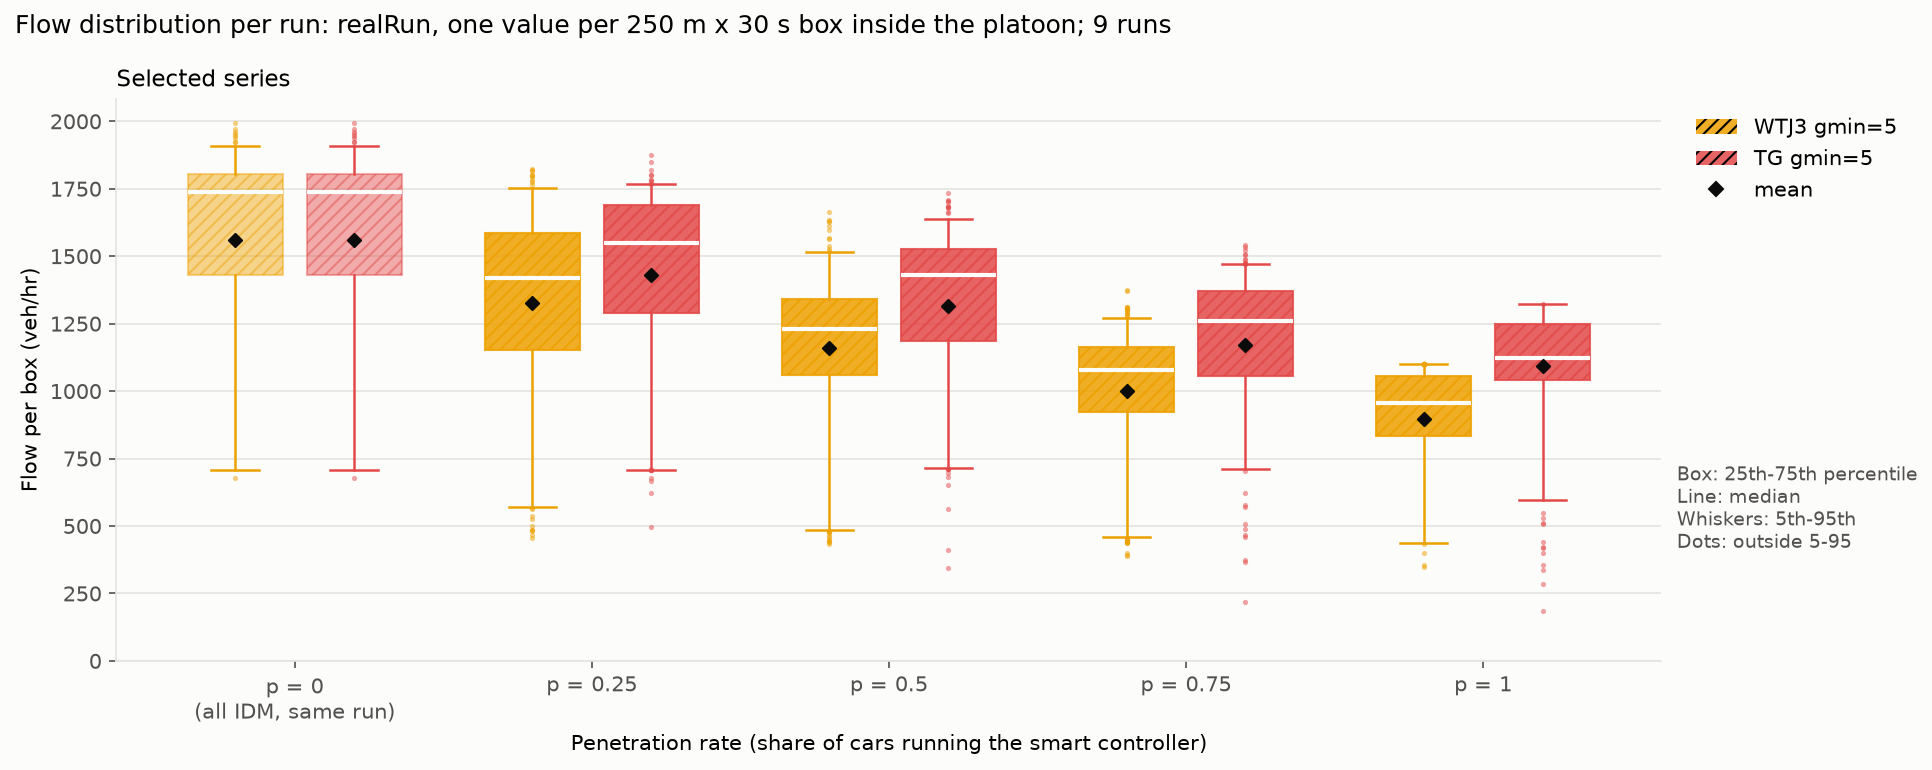 Flow distribution per run: realRun, one value per 250 m x 30 s box inside the platoon; 9 runs
Selected series
Flow per box (veh/hr)
2000
1750
1500
1250
1000
750
500
250
0
p = 0
(all IDM, same run)
p = 0.25
p = 0.5
p = 0.75
p = 1
Penetration rate (share of cars running the smart controller)
WTJ3 gmin=5
TG gmin=5
mean
Box: 25th-75th percentile
Line: median
Whiskers: 5th-95th
Dots: outside 5-95